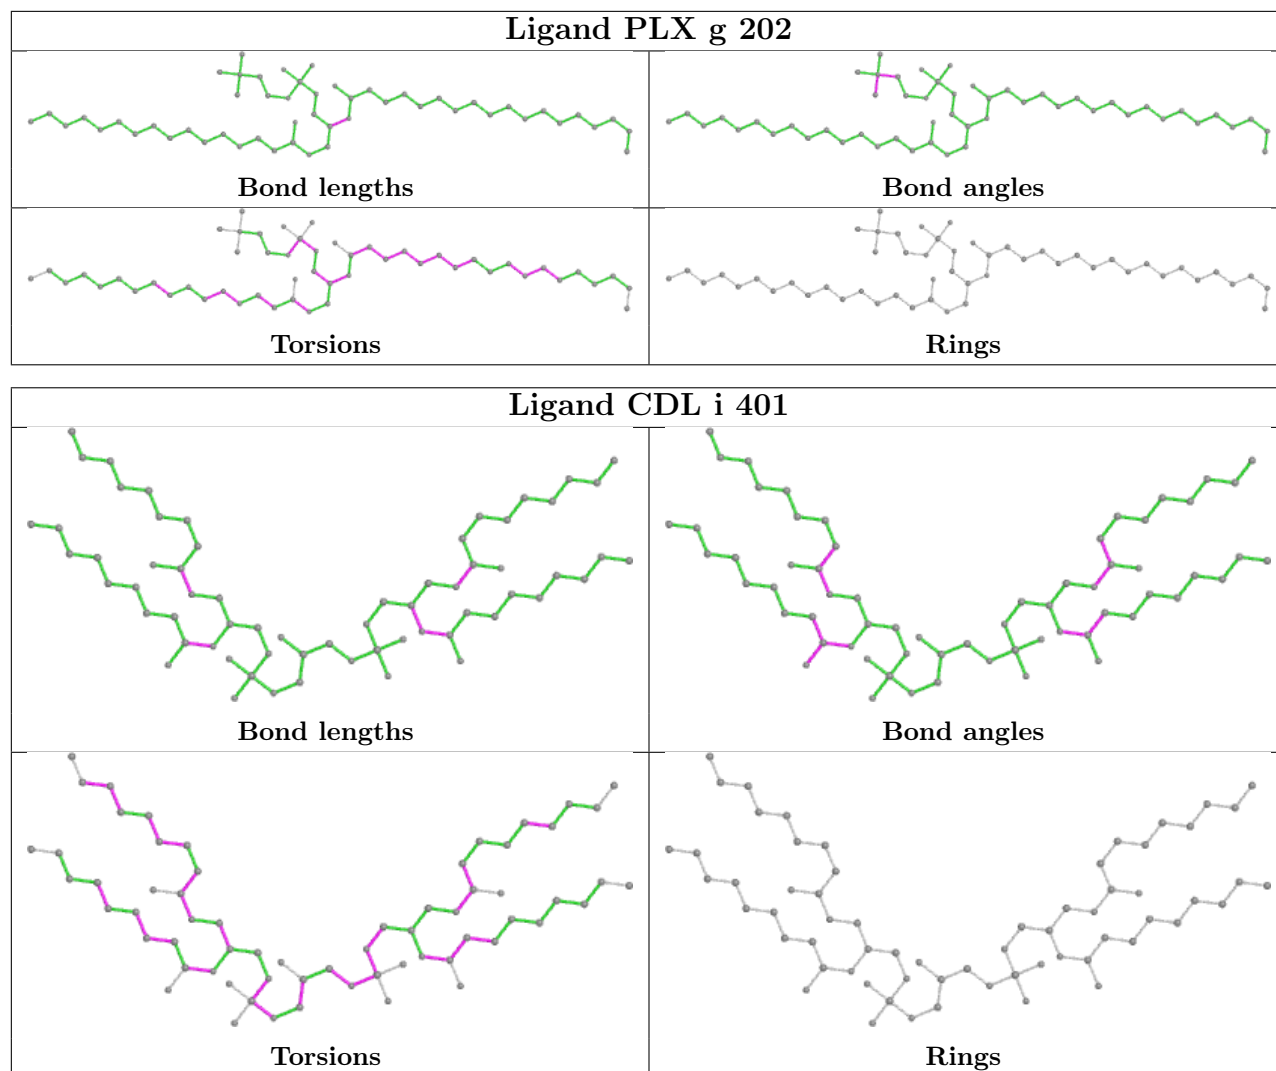 Ligand PLX g 202
Bond lengths
Bond angles
Torsions
Rings
Ligand CDL i 401
Bond lengths
Bond angles
Torsions
Rings